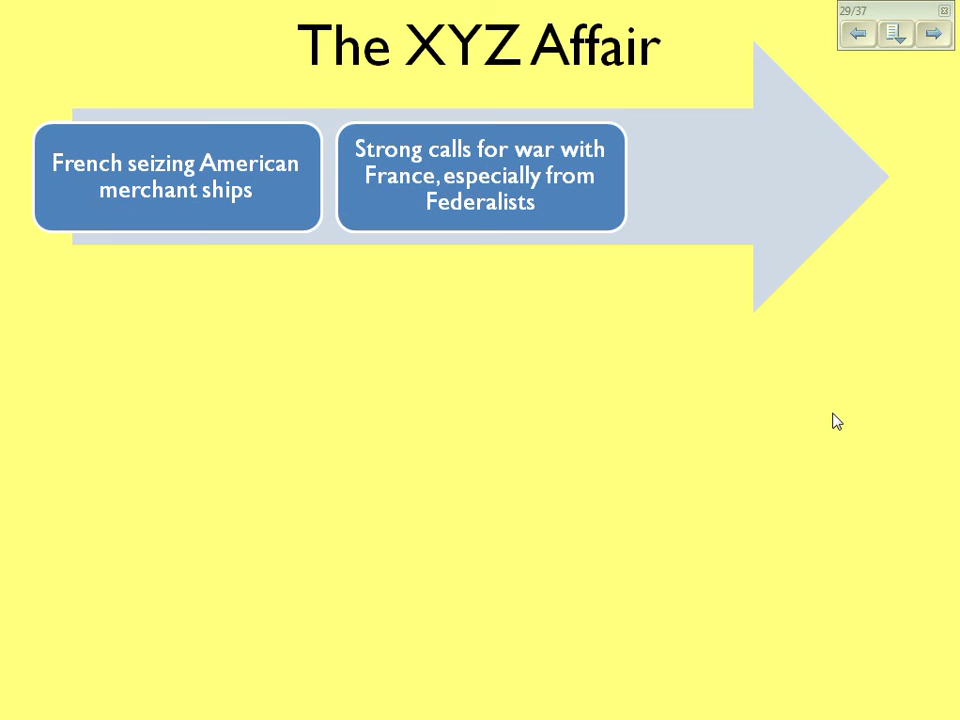 The XYZ Affair
29/37
French seizing American
merchant ships
Strong calls for war with
France, especially from
Federalists